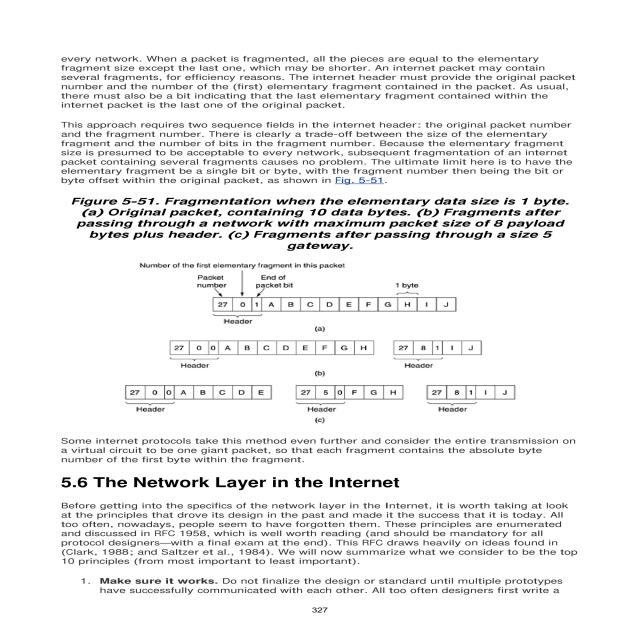 every network. When a packet is fragmented, all the pieces are equal to the elementary
fragment size except the last one, which may be shorter. An internet packet may contain
several fragments, for efficiency reasons. The internet header must provide the original packet
number and the number of the (first) elementary fragment contained in the packet. As usual,
there must also be a bit indicating that the last elementary fragment contained within the
internet packet is the last one of the original packet.
This approach requires two sequence fields in the internet header: the original packet number
and the fragment number. There is clearly a trade-off between the size of the elementary
fragment and the number of bits in the fragment number. Because the elementary fragment
size is presumed to be acceptable to every network, subsequent fragmentation of an internet
packet containing several fragments causes no problem. The ultimate limit here is to have the
elementary fragment be a single bit or byte, with the fragment number then being the bit or
byte offset within the original packet, as shown in Fig. 5-51.
Figure 5-51. Fragmentation when the elementary data size is 1 byte.
(a) Original packet, containing 10 data bytes. (b) Fragments after
passing through a network with maximum packet size of 8 payload
bytes plus header. (c) Fragments after passing through a size 5
gateway.
Number of the first elementary fragment in this packet
Packet number
End of packet bit
1 byte
27 0 1 A B C D E F G H I J
Header
(a)
27 0 0 A B C D E F G H 27 8 1 I J
Header Header
(b)
27 0 0 A B C D E 27 5 0 F G H 27 8 1 I J
Header Header Header
(c)
Some internet protocols take this method even further and consider the entire transmission on
a virtual circuit to be one giant packet, so that each fragment contains the absolute byte
number of the first byte within the fragment.
5.6 The Network Layer in the Internet
Before getting into the specifics of the network layer in the Internet, it is worth taking at look
at the principles that drove its design in the past and made it the success that it is today. All
too often, nowadays, people seem to have forgotten them. These principles are enumerated
and discussed in RFC 1958, which is well worth reading (and should be mandatory for all
protocol designers—with a final exam at the end). This RFC draws heavily on ideas found in
(Clark, 1988; and Saltzer et al., 1984). We will now summarize what we consider to be the top
10 principles (from most important to least important).
1. Make sure it works. Do not finalize the design or standard until multiple prototypes
have successfully communicated with each other. All too often designers first write a
327